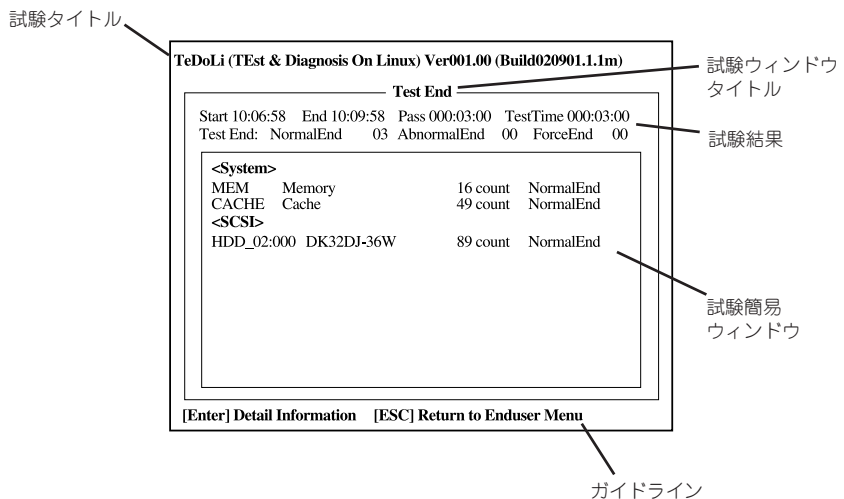 試験タイトル
TeDoLi (TEst & Diagnosis On Linux) Ver001.00 (Build020901.1.1m)
試験ウィンドウ
タイトル
Test End
Start 10:06:58 End 10:09:58 Pass 000:03:00 TestTime 000:03:00
Test End: NormalEnd 03 AbnormalEnd 00 ForceEnd 00
試験結果
<System>
MEM Memory 16 count NormalEnd
CACHE Cache 49 count NormalEnd
<SCSI>
HDD_02:000 DK32DJ-36W 89 count NormalEnd
試験簡易
ウィンドウ
[Enter] Detail Information [ESC] Return to Enduser Menu
ガイドライン